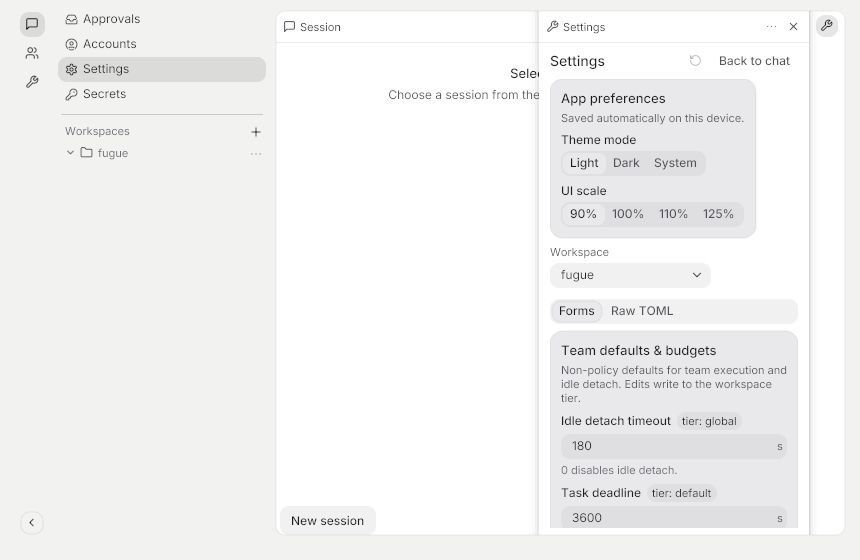 Approvals
Accounts
Settings
Secrets
Workspaces
fugue
Session
Choose a session from the
New session
Settings
Settings
Back to chat
App preferences
Saved automatically on this device.
Theme mode
Light Dark System
UI scale
90% 100% 110% 125%
Workspace
fugue
Forms Raw TOML
Team defaults & budgets
Non-policy defaults for team execution and
idle detach. Edits write to the workspace
tier.
Idle detach timeout tier: global
180 s
0 disables idle detach.
Task deadline tier: default
3600 s